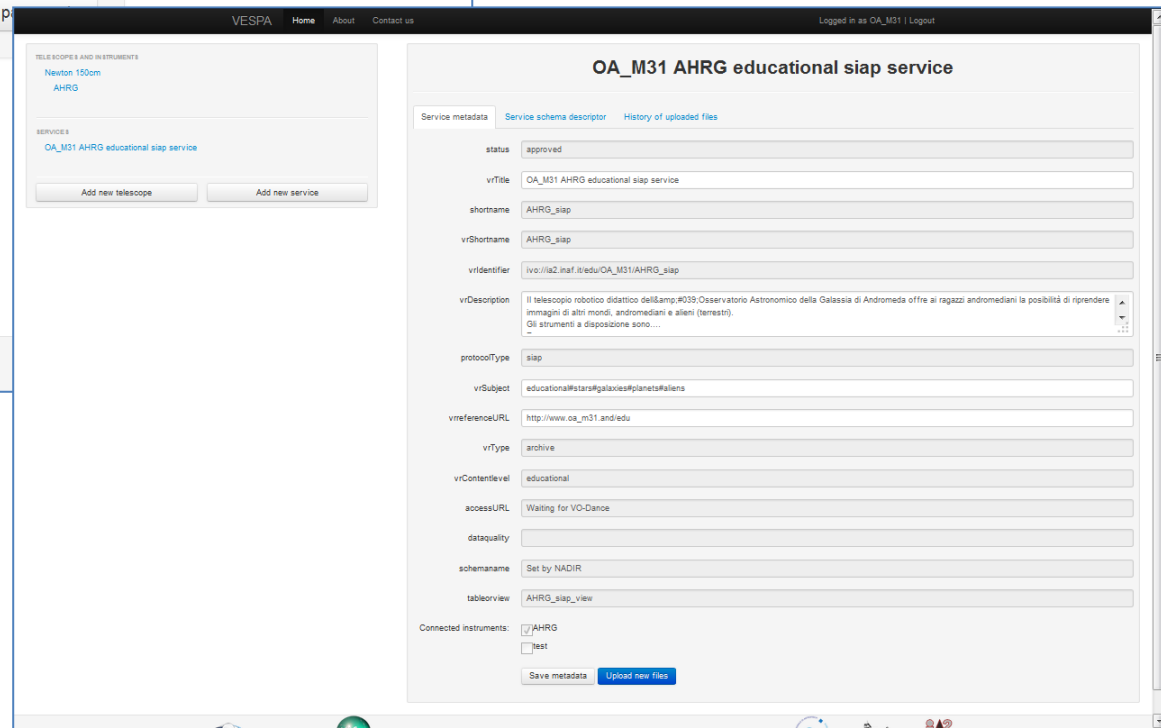 pa
VESPA Home About Contact us Logged in as OA_M31 | Logout
TELESCOPES AND INSTRUMENTS
Newton 150cm
AHRG
SERVICES
OA_M31 AHRG educational siap service
Add new telescope Add new service
OA_M31 AHRG educational siap service
Service metadata Service schema descriptor History of uploaded files
status approved
vrTitle OA_M31 AHRG educational siap service
shortname AHRG_siap
vrShortname AHRG_siap
vrIdentifier ivo://ia2.inaf.it/edu/OA_M31/AHRG_siap
vrDescription Il telescopio robotico didattico dell&amp;#039;Osservatorio Astronomico della Galassia di Andromeda offre ai ragazzi andromediani la possibilità di riprendere
immagini di altri mondi, andromediani e alieni (terrestri).
Gli strumenti a disposizione sono....
protocolType siap
vrSubject educational#stars#galaxies#planets#aliens
vrreferenceURL http://www.oa_m31.and/edu
vrType archive
vrContentlevel educational
accessURL Waiting for VO-Dance
dataquality
schemaname Set by NADIR
tableorview AHRG_siap_view
Connected instruments: AHRG
test
Save metadata Upload new files